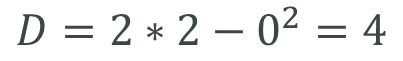 D = 2 * 2 − 0² = 4